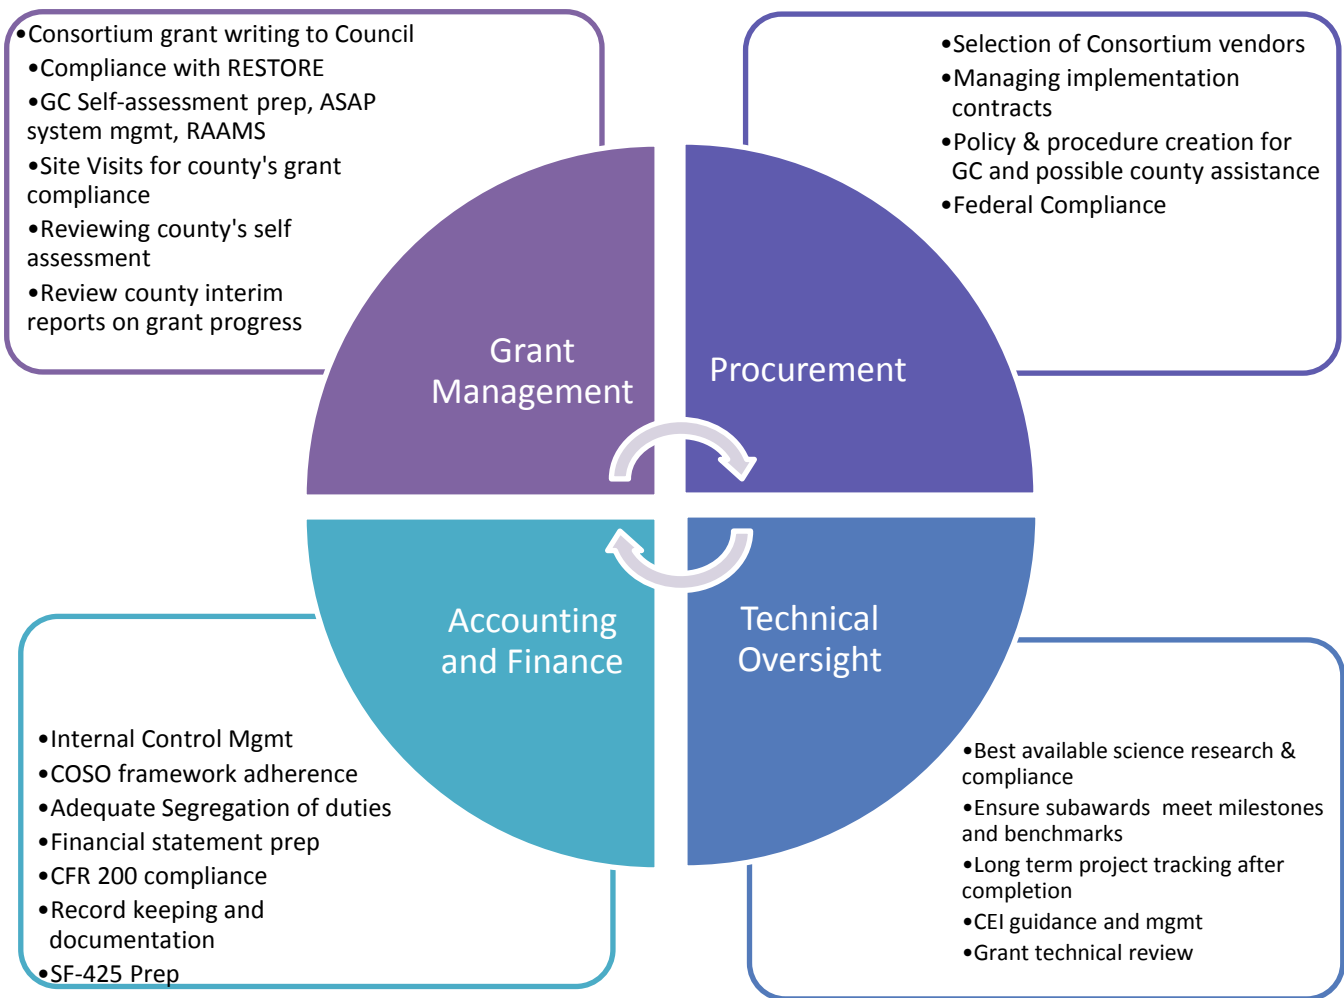 •Consortium grant writing to Council
•Compliance with RESTORE
•GC Self-assessment prep, ASAP
system mgmt, RAAMS
•Site Visits for county's grant
compliance
•Reviewing county's self
assessment
•Review county interim
reports on grant progress
•Selection of Consortium vendors
•Managing implementation
contracts
•Policy & procedure creation for
GC and possible county assistance
•Federal Compliance
Grant
Management
Procurement
Accounting
and Finance
Technical
Oversight
•Internal Control Mgmt
•COSO framework adherence
•Adequate Segregation of duties
•Financial statement prep
•CFR 200 compliance
•Record keeping and
documentation
•SF-425 Prep
•Best available science research &
compliance
•Ensure subawards meet milestones
and benchmarks
•Long term project tracking after
completion
•CEI guidance and mgmt
•Grant technical review